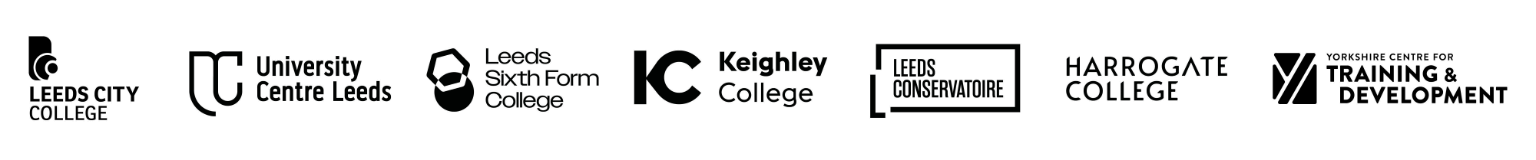 LEEDS CITY
COLLEGE
University
Centre Leeds
Leeds
Sixth Form
College
KC
Keighley
College
LEEDS
CONSERVATOIRE
HARROGATE
COLLEGE
YORKSHIRE CENTRE FOR
TRAINING &
DEVELOPMENT